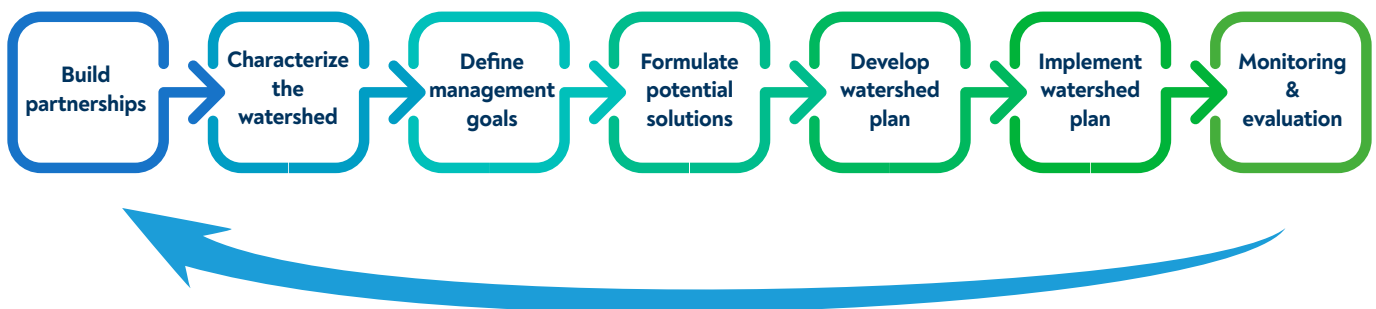 Build
partnerships
Characterize
the
watershed
Define
management
goals
Formulate
potential
solutions
Develop
watershed
plan
Implement
watershed
plan
Monitoring
&
evaluation